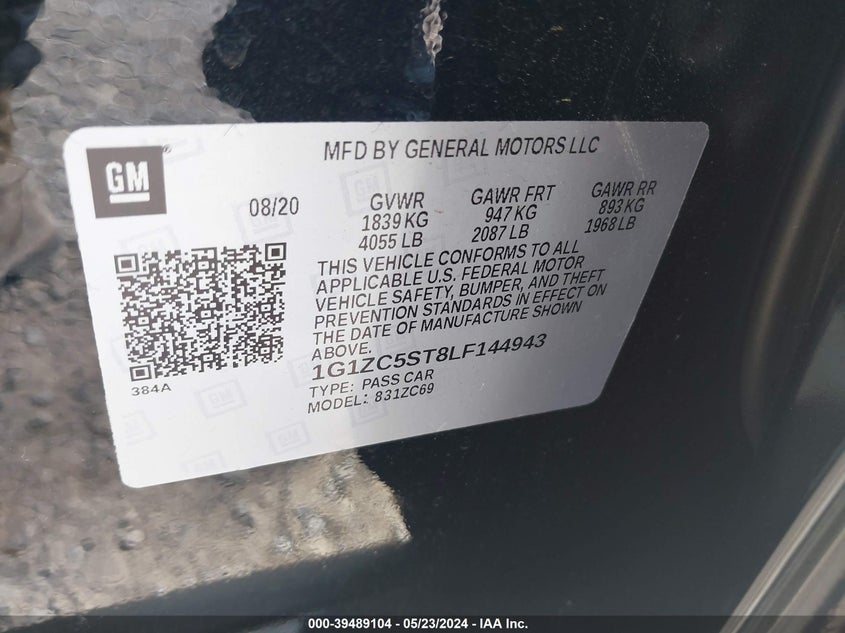 GM
MFD BY GENERAL MOTORS LLC
08/20
GVWR
1839 KG
4055 LB
GAWR FRT
947 KG
2087 LB
GAWR RR
893 KG
1968 LB
THIS VEHICLE CONFORMS TO ALL
APPLICABLE U.S. FEDERAL MOTOR
VEHICLE SAFETY, BUMPER, AND THEFT
PREVENTION STANDARDS IN EFFECT ON
THE DATE OF MANUFACTURE SHOWN
ABOVE.
1G1ZC5ST8LF144943
TYPE: PASS CAR
MODEL: 831ZC69
384A
000-39489104 - 05/23/2024 - IAA Inc.